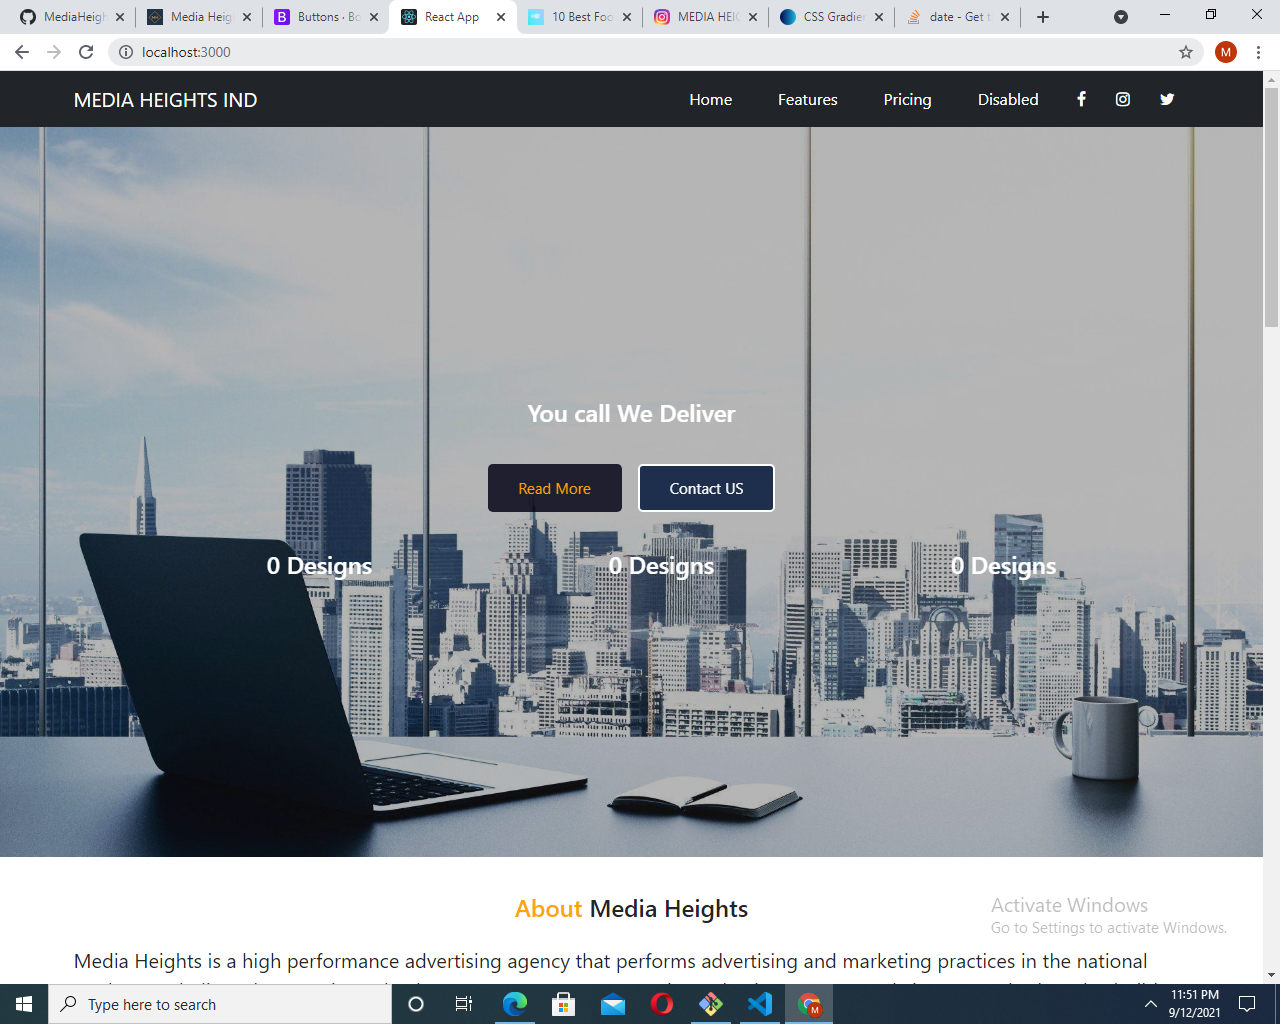 MediaHeigh
Media Heig
Buttons · Bo
React App
10 Best Foo
MEDIA HEIG
CSS Gradie
date - Get t
localhost:3000
M
MEDIA HEIGHTS IND
Home
Features
Pricing
Disabled
You call We Deliver
Read More
Contact US
0 Designs
0 Designs
0 Designs
About Media Heights
Activate Windows
Go to Settings to activate Windows.
Media Heights is a high performance advertising agency that performs advertising and marketing practices in the national
Type here to search
11:51 PM
9/12/2021